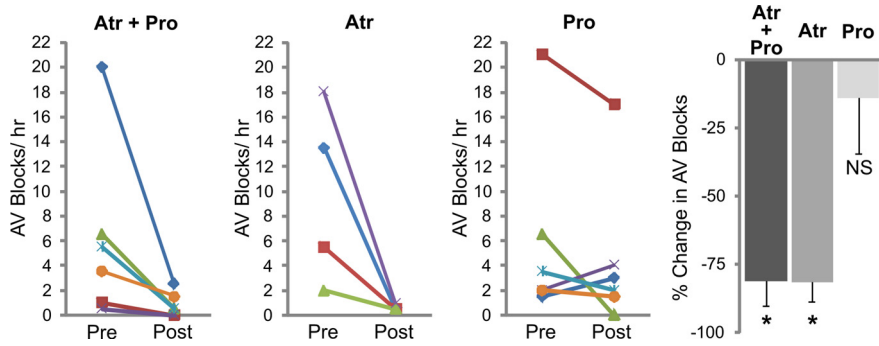 Atr + Pro
AV Blocks/ hr
22
20
18
16
14
12
10
8
6
4
2
0
Pre
Post
Atr
AV Blocks/ hr
22
20
18
16
14
12
10
8
6
4
2
0
Pre
Post
Pro
AV Blocks/ hr
22
20
18
16
14
12
10
8
6
4
2
0
Pre
Post
Atr
+
Pro
Atr
Pro
% Change in AV Blocks
0
-25
-50
-75
-100
NS
*
*